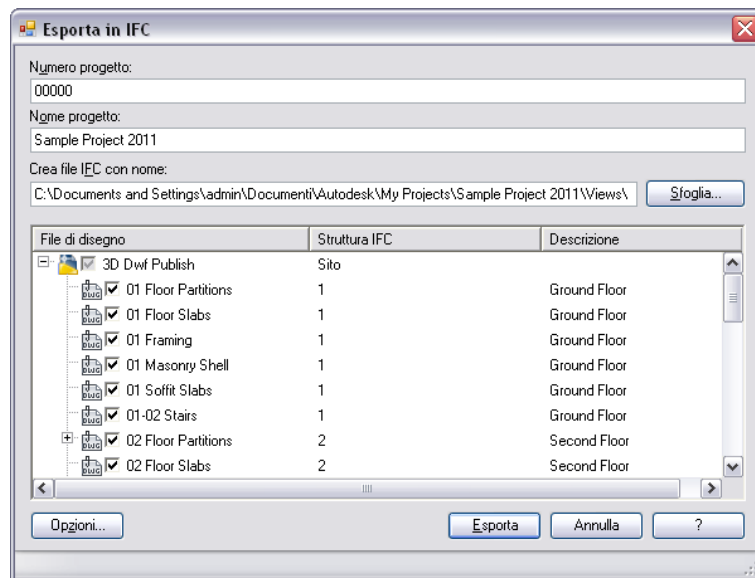 Esporta in IFC
Numero progetto:
00000
Nome progetto:
Sample Project 2011
Crea file IFC con nome:
C:\Documents and Settings\admin\Documenti\Autodesk\My Projects\Sample Project 2011\Views\ Sfoglia...
File di disegno Struttura IFC Descrizione
3D Dwf Publish Sito
01 Floor Partitions 1 Ground Floor
01 Floor Slabs 1 Ground Floor
01 Framing 1 Ground Floor
01 Masonry Shell 1 Ground Floor
01 Soffit Slabs 1 Ground Floor
01-02 Stairs 1 Ground Floor
02 Floor Partitions 2 Second Floor
02 Floor Slabs 2 Second Floor
Opzioni... Esporta Annulla ?